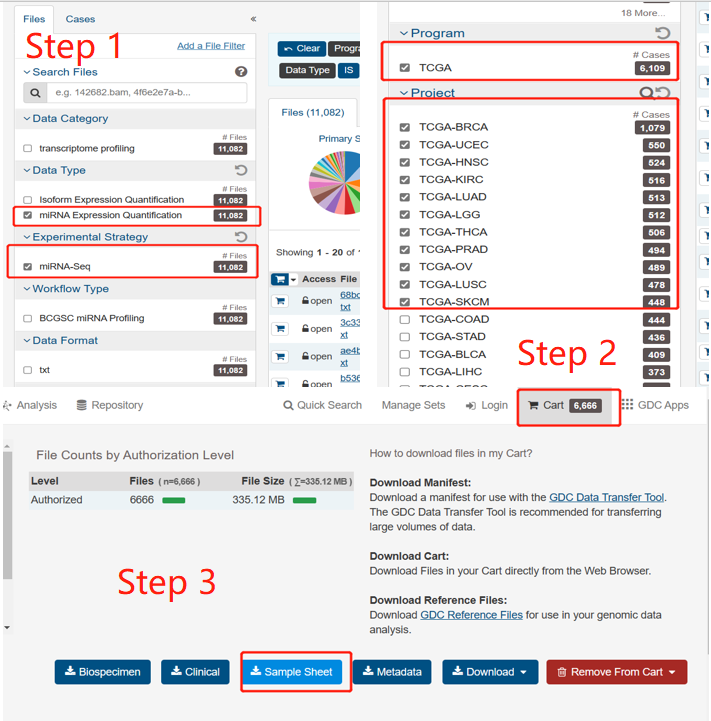 Files
Cases
«
Step 1
Add a File Filter
Search Files
e.g. 142682.bam, 4f6e2e7a-b...
Data Category
# Files
transcriptome profiling 11,082
Data Type
# Files
Isoform Expression Quantification 11,082
miRNA Expression Quantification 11,082
Experimental Strategy
# Files
miRNA-Seq 11,082
Workflow Type
# Files
BCGSC miRNA Profiling 11,082
Data Format
# Files
txt 11,082
Clear
Data Type IS
Files (11,082)
Primary S
Showing 1 - 20 of
Access File
open
txt
open 3c33
xt
open ae4b
xt
open b536
18 More...
Program
# Cases
TCGA 6,109
Project
# Cases
TCGA-BRCA 1,079
TCGA-UCEC 550
TCGA-HNSC 524
TCGA-KIRC 516
TCGA-LUAD 513
TCGA-LGG 512
TCGA-THCA 506
TCGA-PRAD 494
TCGA-OV 489
TCGA-LUSC 478
TCGA-SKCM 448
TCGA-COAD 444
TCGA-STAD 436
TCGA-BLCA 409
TCGA-LIHC 373
Step 2
Analysis
Repository
Quick Search
Manage Sets
Login
Cart 6,666
GDC Apps
File Counts by Authorization Level
Level Files ( n=6,666 ) File Size ( ∑=335.12 MB )
Authorized 6666 335.12 MB
Step 3
How to download files in my Cart?
Download Manifest:
Download a manifest for use with the GDC Data Transfer Tool.
The GDC Data Transfer Tool is recommended for transferring
large volumes of data.
Download Cart:
Download Files in your Cart directly from the Web Browser.
Download Reference Files:
Download GDC Reference Files for use in your genomic data
analysis.
Biospecimen
Clinical
Sample Sheet
Metadata
Download
Remove From Cart